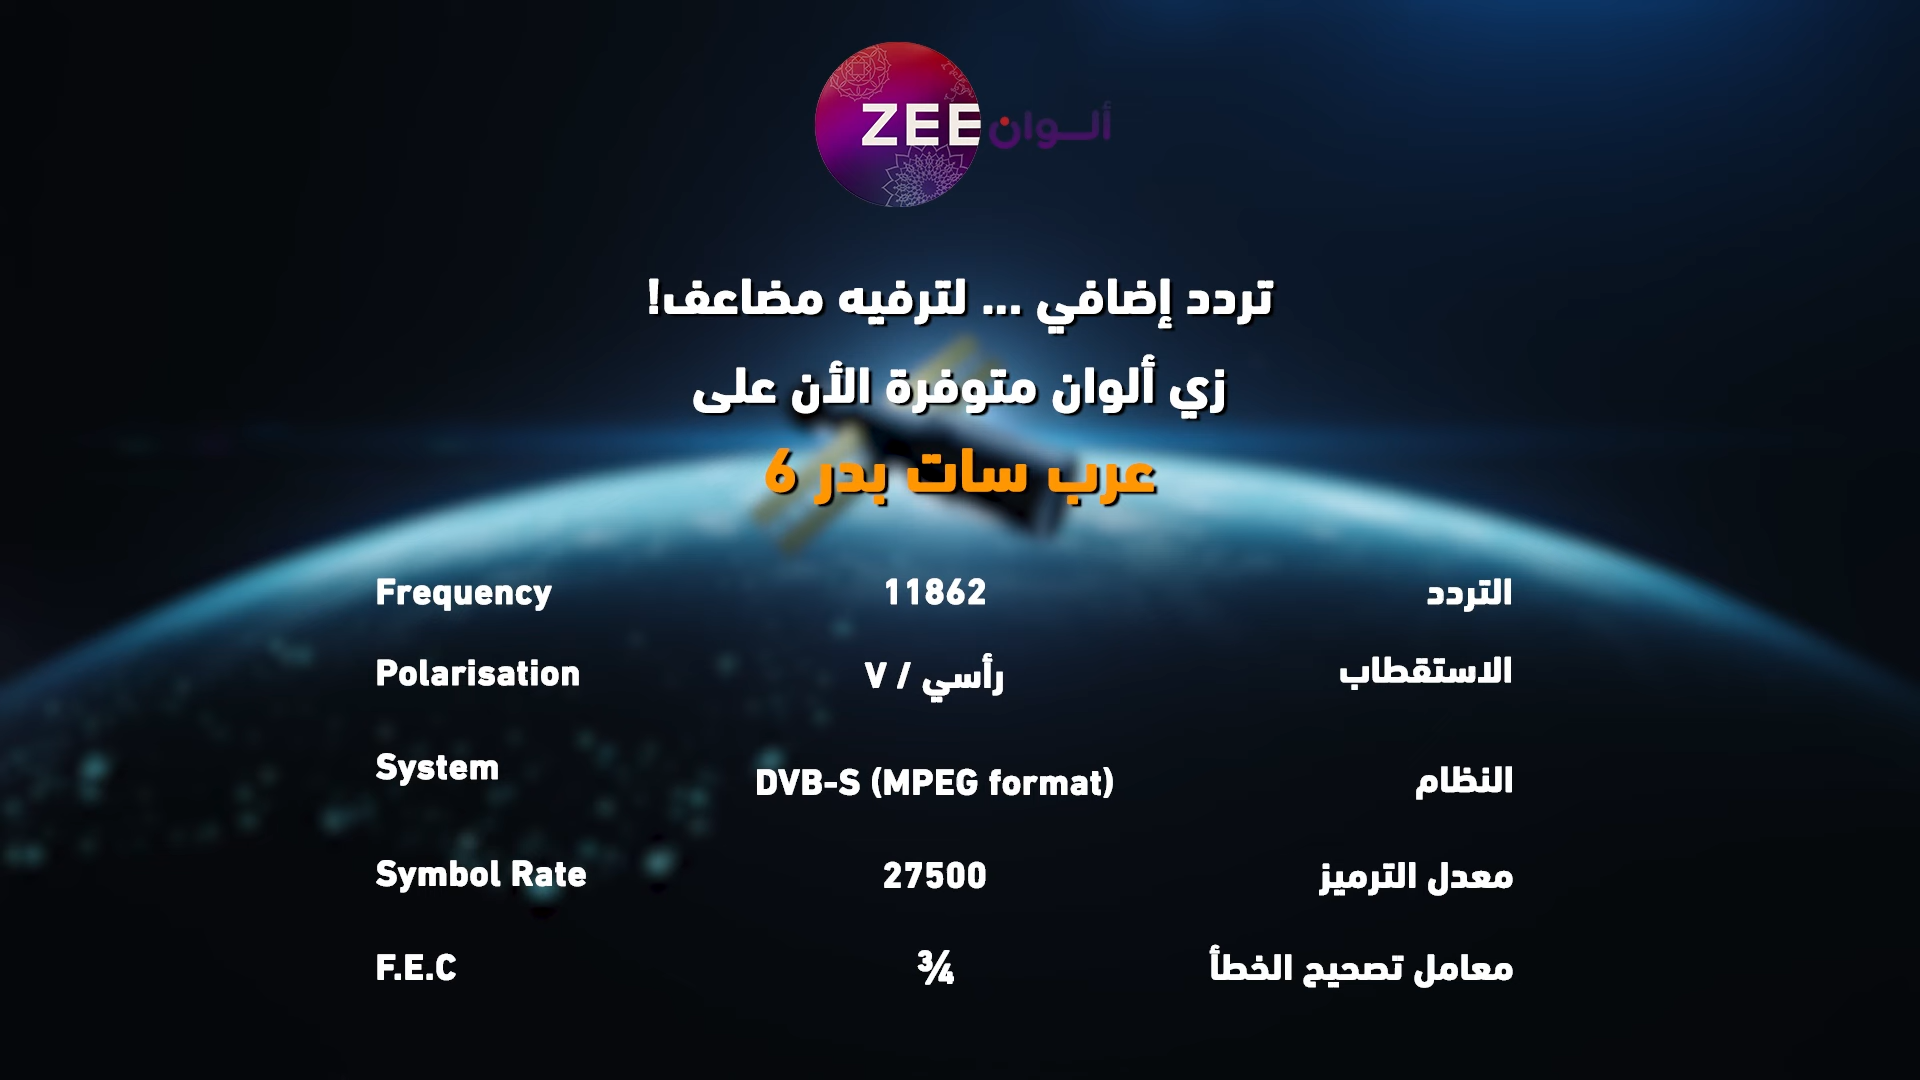 ZEE ألوان
تردد إضافي ... لترفيه مضاعف!
زي ألوان متوفرة الأن على
عرب سات بدر 6
Frequency 11862 التردد
Polarisation رأسي / V الاستقطاب
System DVB-S (MPEG format) النظام
Symbol Rate 27500 معدل الترميز
F.E.C ¾ معامل تصحيح الخطأ